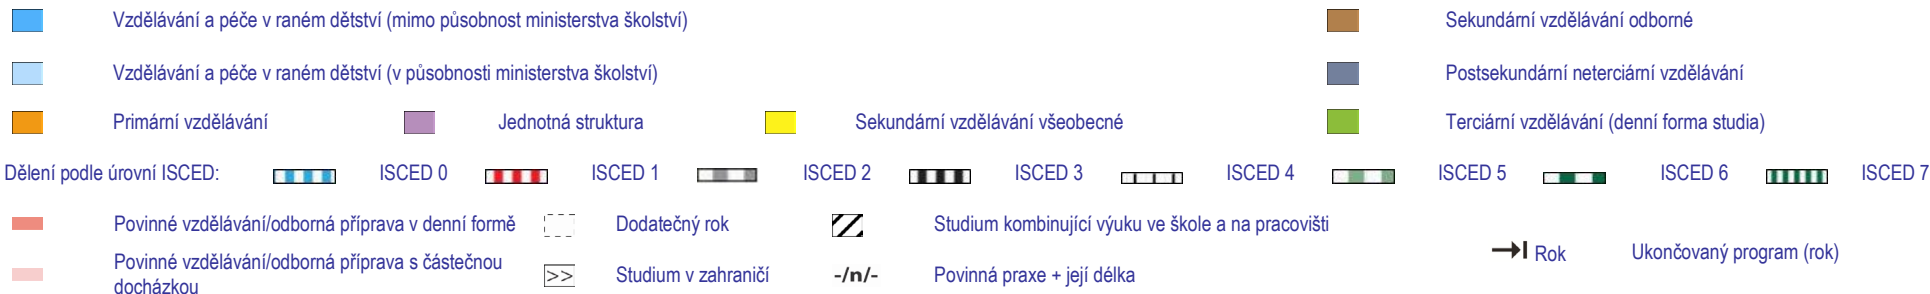 Vzdělávání a péče v raném dětství (mimo působnost ministerstva školství)
Sekundární vzdělávání odborné
Vzdělávání a péče v raném dětství (v působnosti ministerstva školství)
Postsekundární neterciární vzdělávání
Primární vzdělávání
Jednotná struktura
Sekundární vzdělávání všeobecné
Terciární vzdělávání (denní forma studia)
Dělení podle úrovní ISCED: ISCED 0 ISCED 1 ISCED 2 ISCED 3 ISCED 4 ISCED 5 ISCED 6 ISCED 7
Povinné vzdělávání/odborná příprava v denní formě
Dodatečný rok
Studium kombinující výuku ve škole a na pracovišti
Rok Ukončovaný program (rok)
Povinné vzdělávání/odborná příprava s částečnou
docházkou
>> Studium v zahraničí
-/n/- Povinná praxe + její délka